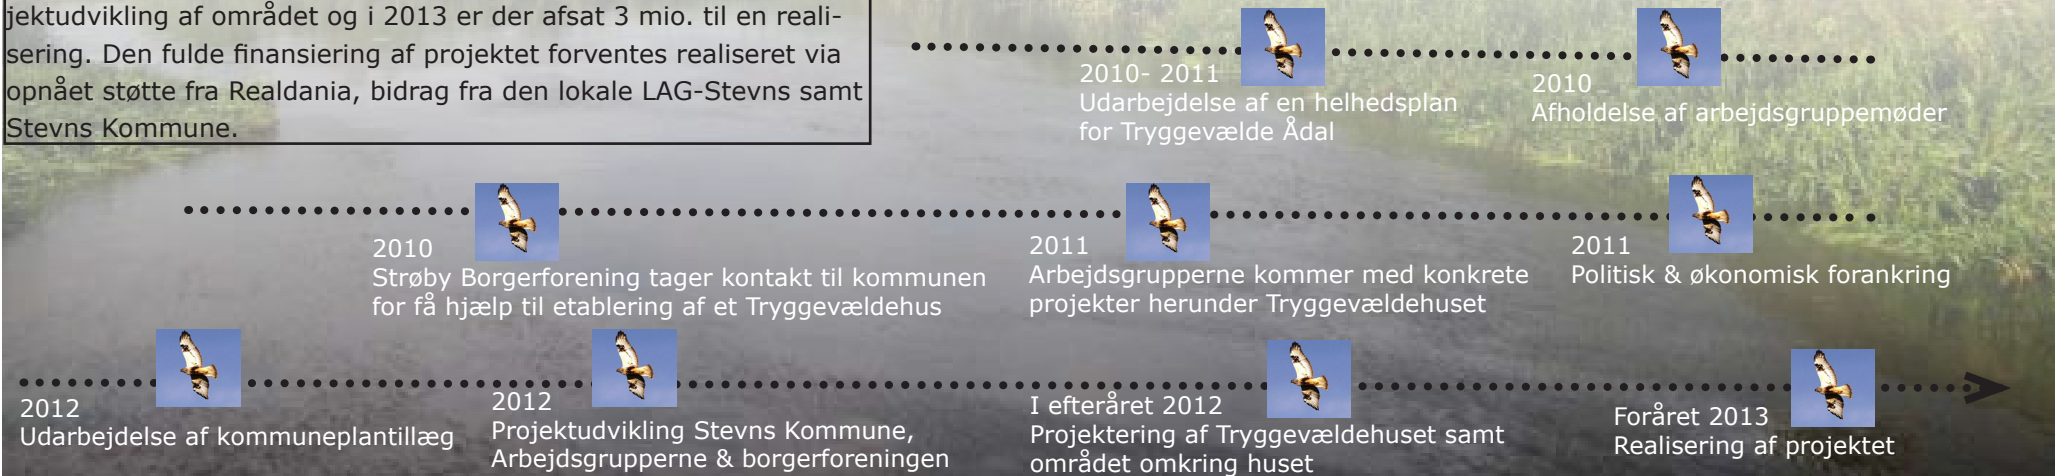 jektudvikling af området og i 2013 er der afsat 3 mio. til en reali-
sering. Den fulde finansiering af projektet forventes realiseret via
opnået støtte fra Realdania, bidrag fra den lokale LAG-Stevns samt
Stevns Kommune.
2010- 2011
Udarbejdelse af en helhedsplan
for Tryggevælde Ådal
2010
Afholdelse af arbejdsgruppemøder
2010
Strøby Borgerforening tager kontakt til kommunen
for få hjælp til etablering af et Tryggevældehus
2011
Arbejdsgrupperne kommer med konkrete
projekter herunder Tryggevældehuset
2011
Politisk & økonomisk forankring
2012
Udarbejdelse af kommuneplantillæg
2012
Projektudvikling Stevns Kommune,
Arbejdsgrupperne & borgerforeningen
I efteråret 2012
Projektering af Tryggevældehuset samt
området omkring huset
Foråret 2013
Realisering af projektet